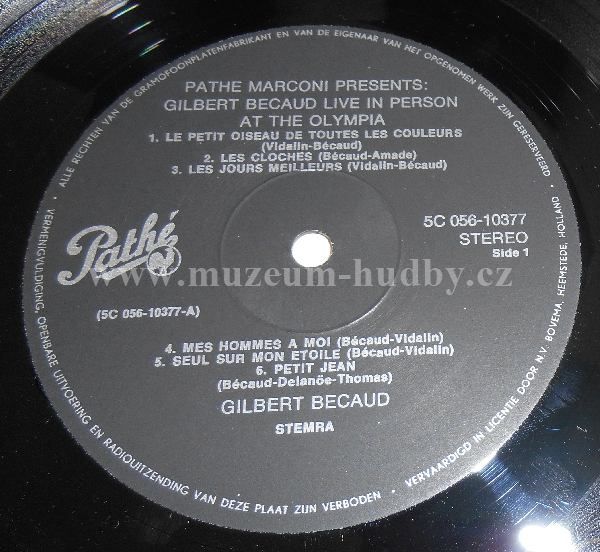 ALLE RECHTEN VAN DE GRAMOFOONPLATENFABRIKANT EN VAN DE EIGENAAR VAN HET OPGENOMEN WERK ZIJN GERESERVEERD •
PATHE MARCONI PRESENTS:
GILBERT BECAUD LIVE IN PERSON
AT THE OLYMPIA
1. LE PETIT OISEAU DE TOUTES LES COULEURS
(Vidalin-Bécaud)
2. LES CLOCHES (Bécaud-Amade)
3. LES JOURS MEILLEURS (Vidalin-Bécaud)
Pathé
5C 056-10377
STEREO
Side 1
www.muzeum-hudby.cz
(5C 056-10377-A)
4. MES HOMMES A MOI (Bécaud-Vidalin)
5. SEUL SUR MON ETOILE (Bécaud-Vidalin)
6. PETIT JEAN
(Bécaud-Delanöe-Thomas)
GILBERT BECAUD
STEMRA
• VERMENIGVULDIGING, OPENBARE UITVOERING EN RADIOUITZENDING VAN DEZE PLAAT ZIJN VERBODEN •
VERVAARDIGD IN LICENTIE DOOR N.V. BOVEMA, HEEMSTEDE, HOLLAND